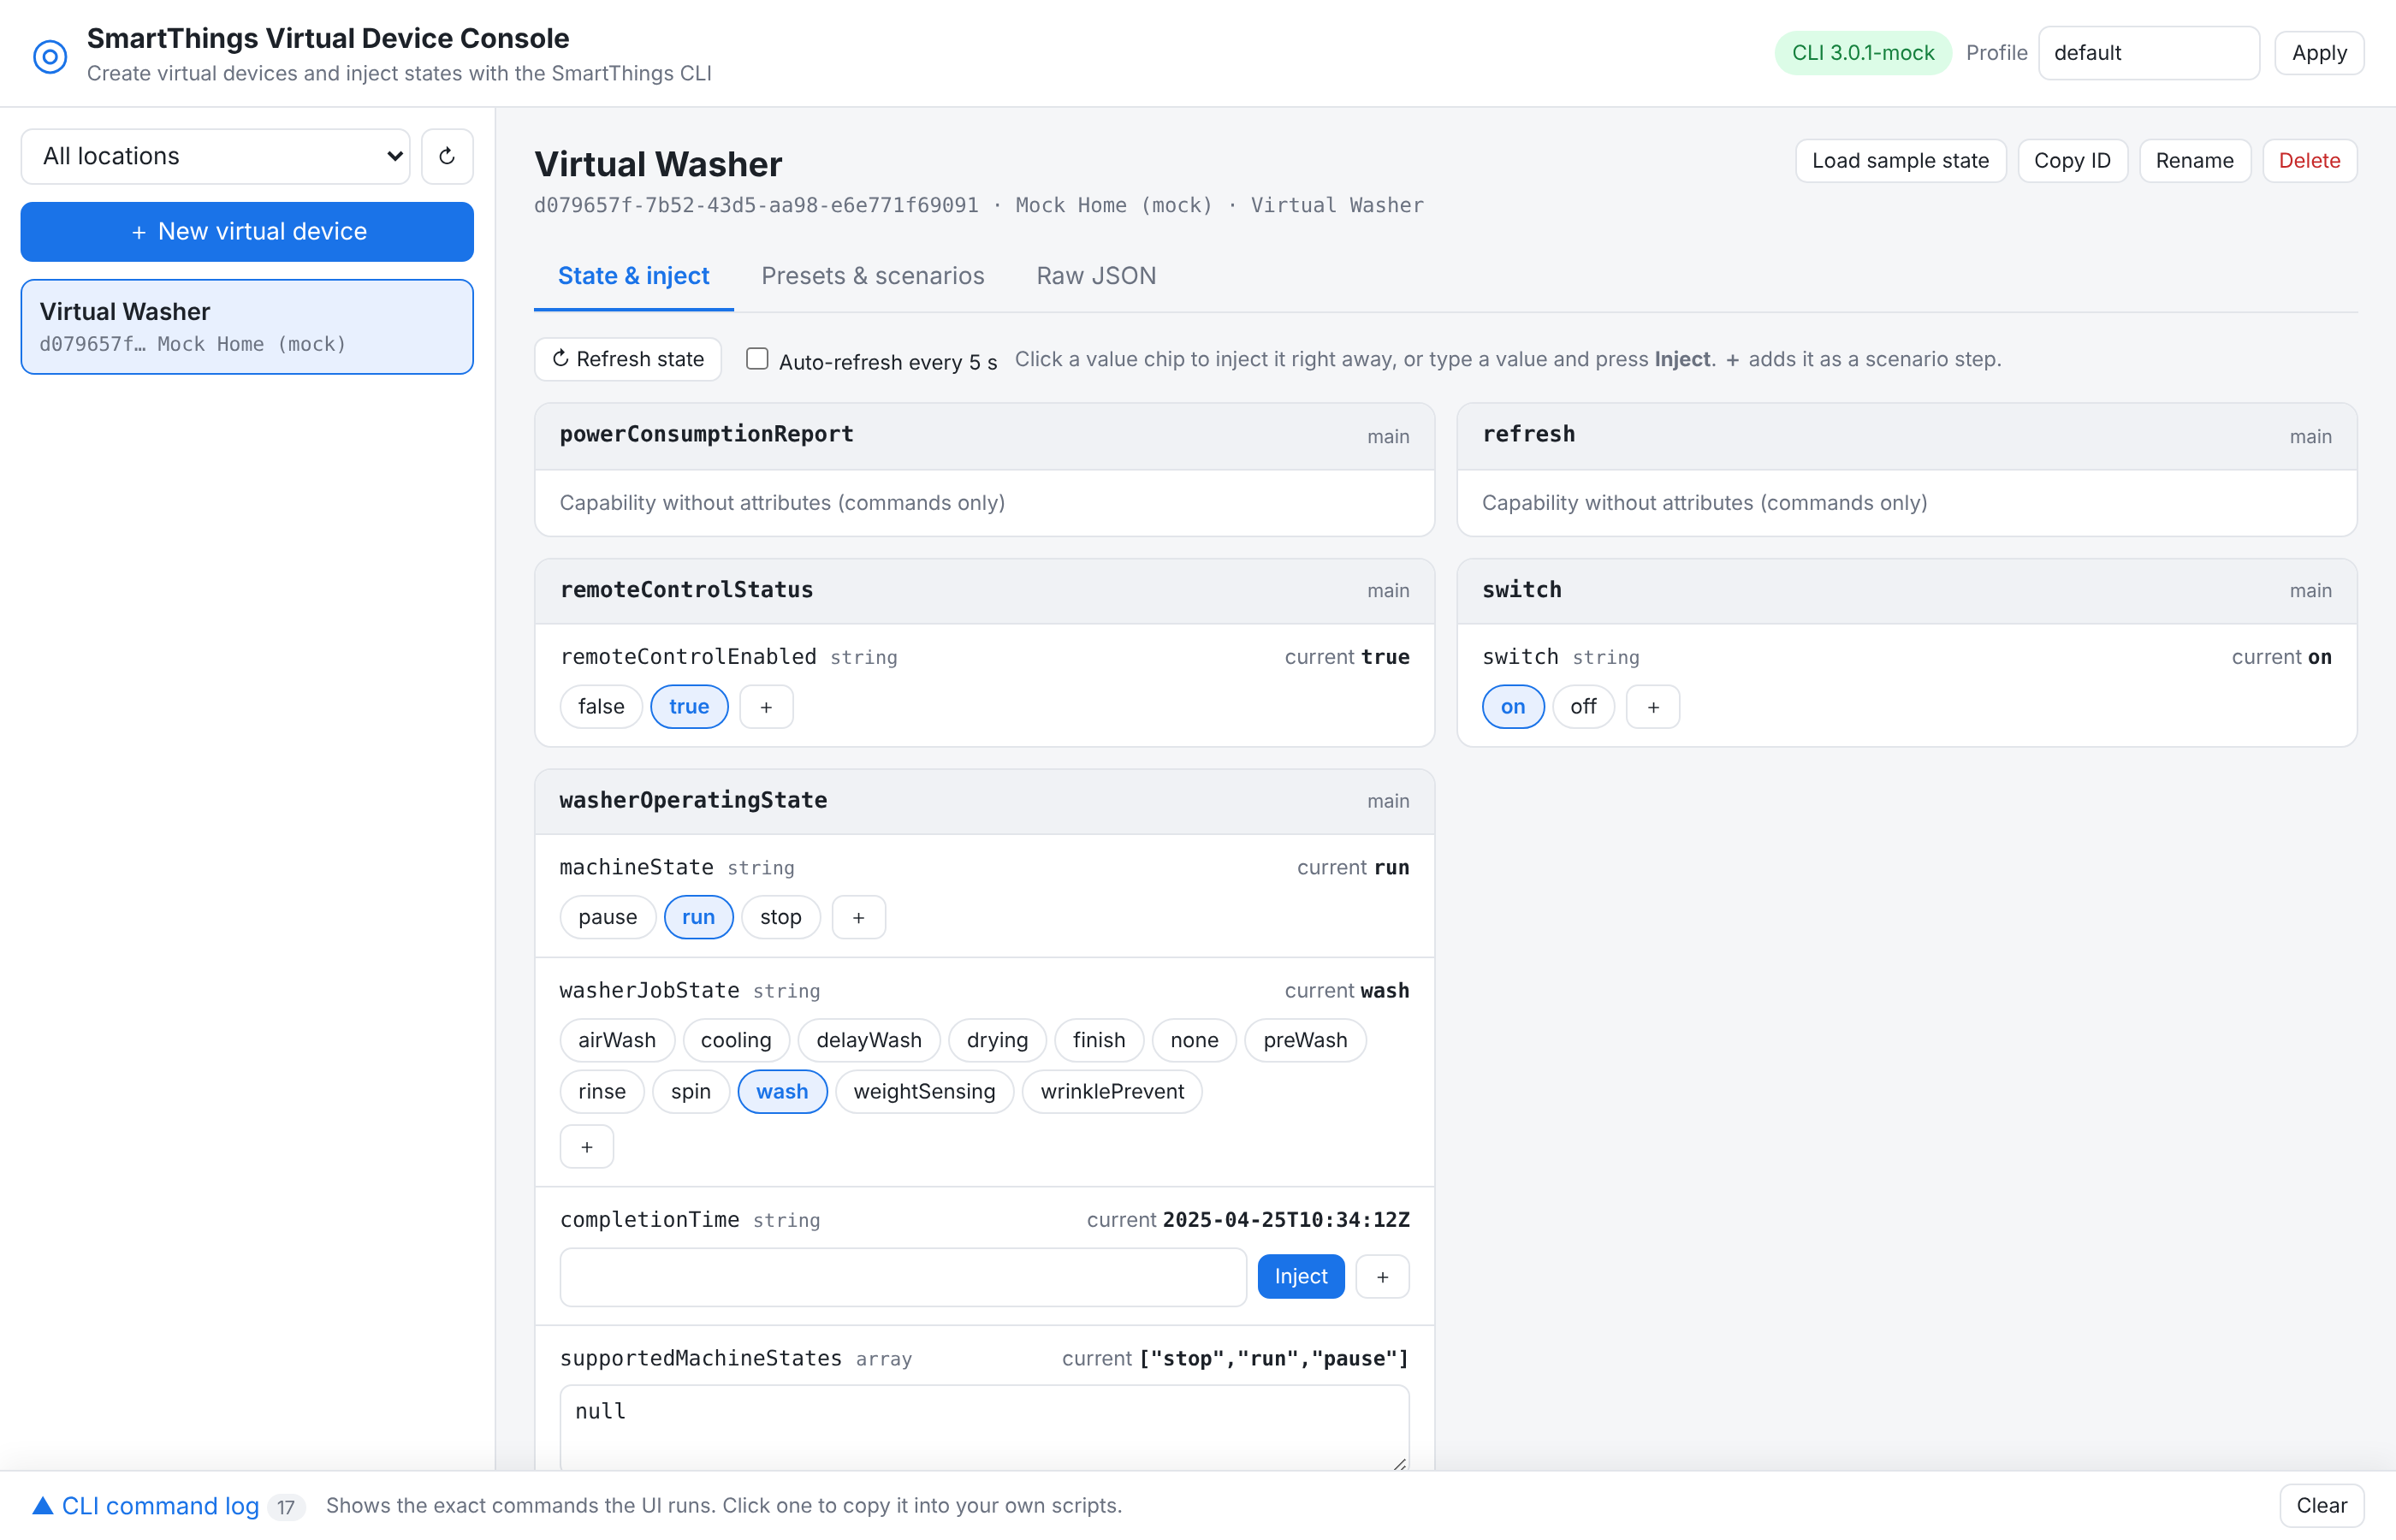 SmartThings Virtual Device Console
Create virtual devices and inject states with the SmartThings CLI
CLI 3.0.1-mock Profile default Apply
All locations ↻
+ New virtual device
Virtual Washer
d079657f… Mock Home (mock)
Virtual Washer
Load sample state Copy ID Rename Delete
d079657f-7b52-43d5-aa98-e6e771f69091 · Mock Home (mock) · Virtual Washer
State & inject Presets & scenarios Raw JSON
↻ Refresh state Auto-refresh every 5 s Click a value chip to inject it right away, or type a value and press Inject. + adds it as a scenario step.
powerConsumptionReport main
Capability without attributes (commands only)
refresh main
Capability without attributes (commands only)
remoteControlStatus main
remoteControlEnabled string current true
false true +
switch main
switch string current on
on off +
washerOperatingState main
machineState string current run
pause run stop +
washerJobState string current wash
airWash cooling delayWash drying finish none preWash
rinse spin wash weightSensing wrinklePrevent
+
completionTime string current 2025-04-25T10:34:12Z
Inject +
supportedMachineStates array current ["stop","run","pause"]
null
▲ CLI command log 17 Shows the exact commands the UI runs. Click one to copy it into your own scripts. Clear